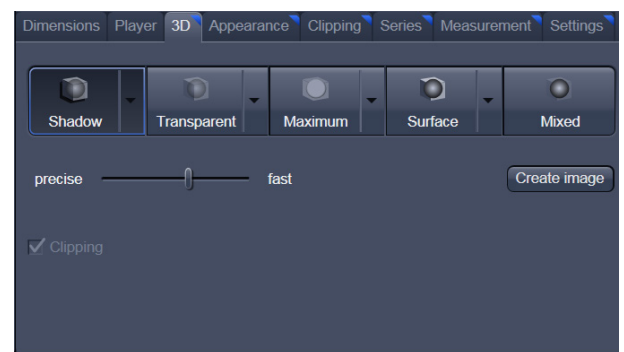 Dimensions Player 3D Appearance Clipping Series Measurement Settings
Shadow Transparent Maximum Surface Mixed
precise fast Create image
Clipping